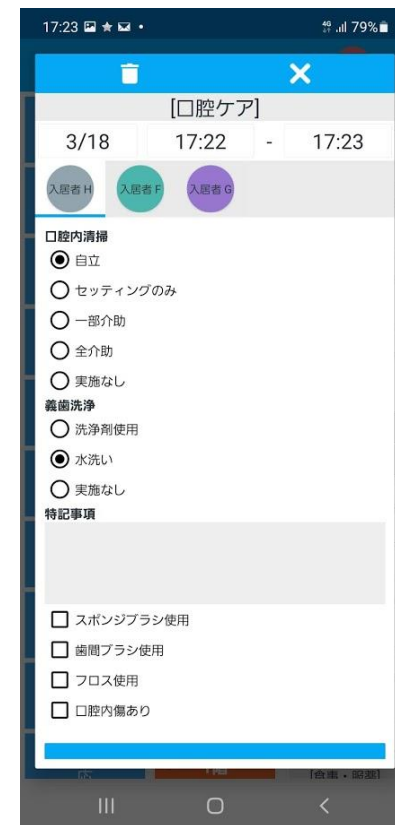 17:23
79%
[口腔ケア]
3/18 17:22 - 17:23
入居者 H 入居者 F 入居者 G
口腔内清掃
自立
セッティングのみ
一部介助
全介助
実施なし
義歯洗浄
洗浄剤使用
水洗い
実施なし
特記事項
スポンジブラシ使用
歯間ブラシ使用
フロス使用
口腔内傷あり
[食事・服薬]